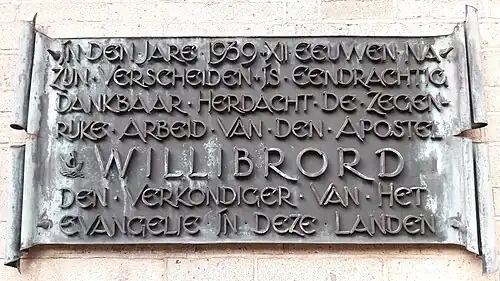 IN DEN JARE 1939 · XII EEUWEN NA
ZIJN · VERSCHEIDEN · IS · EENDRACHTIG
DANKBAAR · HERDACHT · DE · ZEGEN-
RIJKE · ARBEID · VAN · DEN · APOSTEL
WILLIBRORD
DEN · VERKONDIGER · VAN · HET
EVANGELIE · IN · DEZE · LANDEN